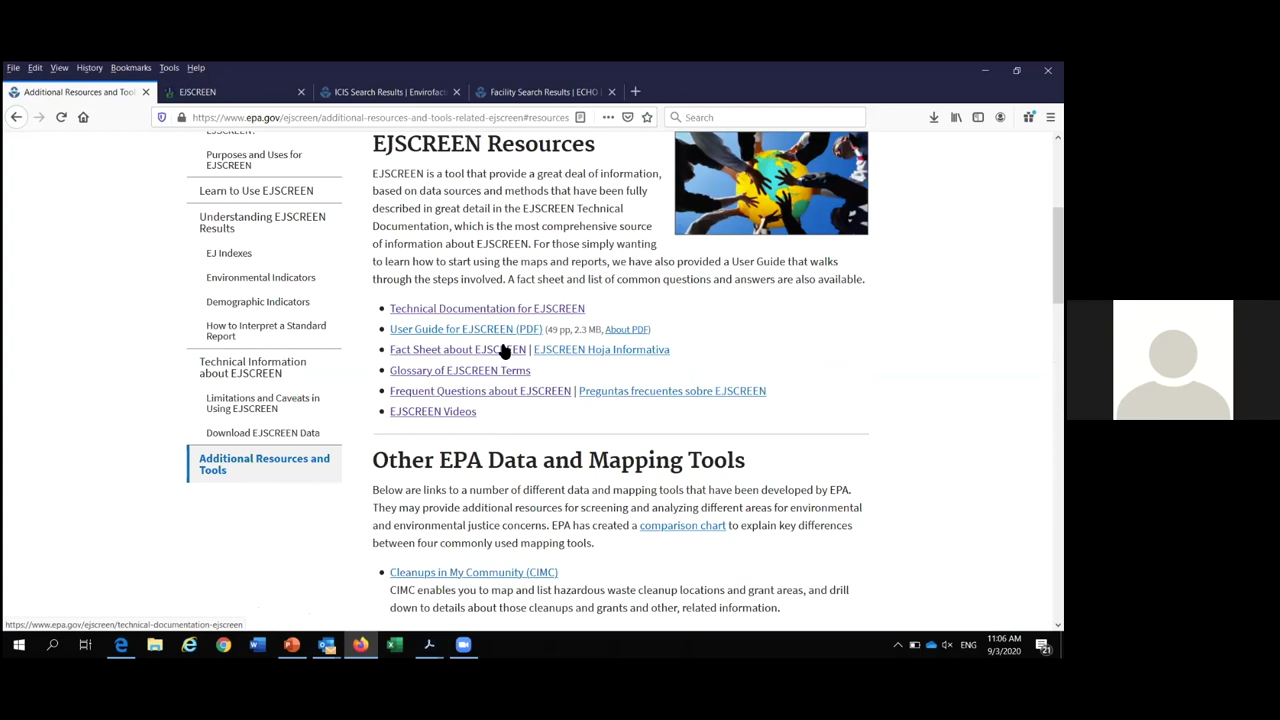 File Edit View History Bookmarks Tools Help
Additional Resources and Tool
EJSCREEN
ICIS Search Results | Envirofact
Facility Search Results | ECHO
https://www.epa.gov/ejscreen/additional-resources-and-tools-related-ejscreen#resources
Search
Purposes and Uses for
EJSCREEN
Learn to Use EJSCREEN
Understanding EJSCREEN
Results
EJ Indexes
Environmental Indicators
Demographic Indicators
How to Interpret a Standard
Report
Technical Information
about EJSCREEN
Limitations and Caveats in
Using EJSCREEN
Download EJSCREEN Data
Additional Resources and
Tools
EJSCREEN Resources
EJSCREEN is a tool that provide a great deal of information,
based on data sources and methods that have been fully
described in great detail in the EJSCREEN Technical
Documentation, which is the most comprehensive source
of information about EJSCREEN. For those simply wanting
to learn how to start using the maps and reports, we have also provided a User Guide that walks
through the steps involved. A fact sheet and list of common questions and answers are also available.
• Technical Documentation for EJSCREEN
• User Guide for EJSCREEN (PDF) (49 pp, 2.3 MB, About PDF)
• Fact Sheet about EJSCREEN | EJSCREEN Hoja Informativa
• Glossary of EJSCREEN Terms
• Frequent Questions about EJSCREEN | Preguntas frecuentes sobre EJSCREEN
• EJSCREEN Videos
Other EPA Data and Mapping Tools
Below are links to a number of different data and mapping tools that have been developed by EPA.
They may provide additional resources for screening and analyzing different areas for environmental
and environmental justice concerns. EPA has created a comparison chart to explain key differences
between four commonly used mapping tools.
• Cleanups in My Community (CIMC)
CIMC enables you to map and list hazardous waste cleanup locations and grant areas, and drill
down to details about those cleanups and grants and other, related information.
https://www.epa.gov/ejscreen/technical-documentation-ejscreen
ENG
11:06 AM
9/3/2020
21